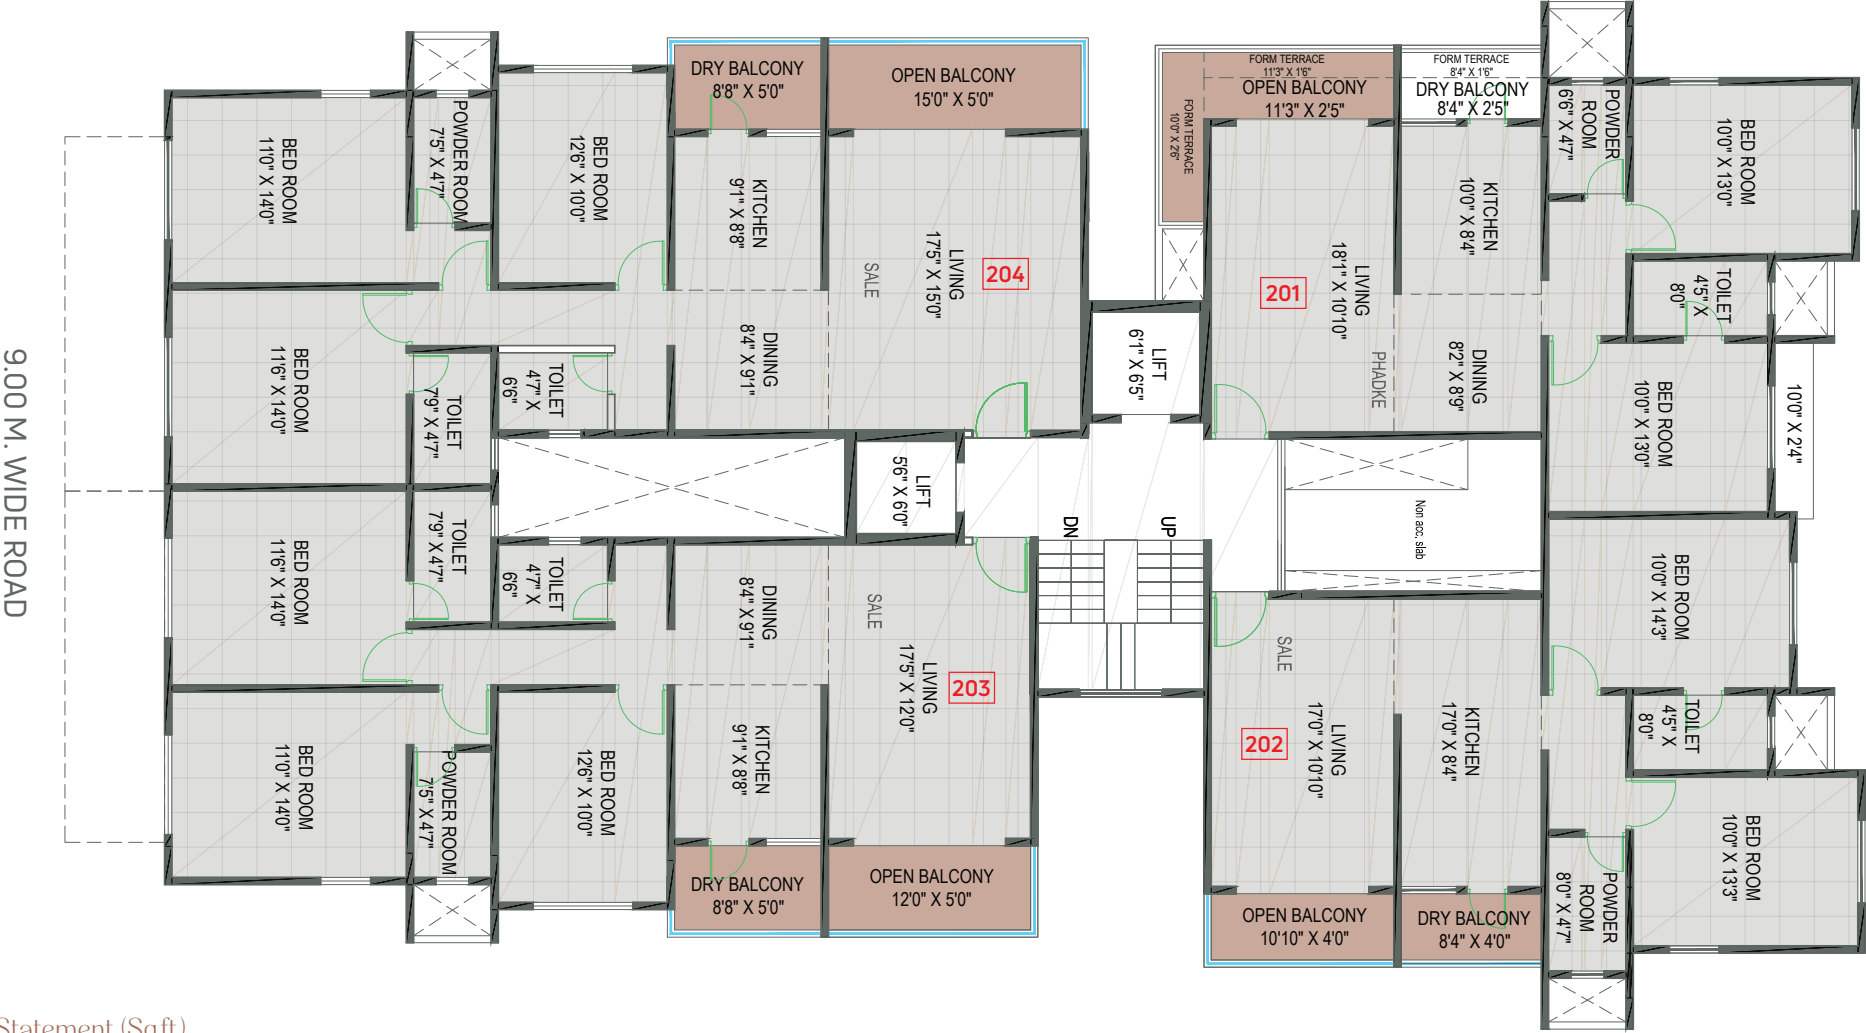 9.00 M. WIDE ROAD
BED ROOM
11'0" X 14'0"
POWDER ROOM
7'5" X 4'7"
BED ROOM
12'6" X 10'0"
DRY BALCONY
8'8" X 5'0"
OPEN BALCONY
15'0" X 5'0"
KITCHEN
9'1" X 8'8"
SALE
LIVING
17'5" X 15'0"
204
BED ROOM
11'6" X 14'0"
TOILET
7'9" X 4'7"
TOILET
4'7" X
6'6"
DINING
8'4" X 9'1"
LIFT
6'1" X 6'5"
LIFT
5'6" X 6'0"
DN
UP
BED ROOM
11'6" X 14'0"
TOILET
7'9" X 4'7"
TOILET
4'7" X
6'6"
DINING
8'4" X 9'1"
SALE
LIVING
17'5" X 12'0"
203
BED ROOM
11'0" X 14'0"
POWDER ROOM
7'5" X 4'7"
BED ROOM
12'6" X 10'0"
KITCHEN
9'1" X 8'8"
DRY BALCONY
8'8" X 5'0"
OPEN BALCONY
12'0" X 5'0"
FORM TERRACE
11'3" X 1'6"
OPEN BALCONY
11'3" X 2'5"
FORM TERRACE
8'4" X 1'6"
DRY BALCONY
8'4" X 2'5"
FORM TERRACE
10'0" X 2'6"
POWDER
ROOM
6'6" X 4'7"
BED ROOM
10'0" X 13'0"
KITCHEN
10'0" X 8'4"
LIVING
18'1" X 10'10"
201
TOILET
4'5" X
8'0"
PHADKE
DINING
8'2" X 8'9"
BED ROOM
10'0" X 13'0"
10'0" X 2'4"
Non acc. slab
BED ROOM
10'0" X 14'3"
SALE
LIVING
17'0" X 10'10"
202
KITCHEN
17'0" X 8'4"
TOILET
4'5" X
8'0"
BED ROOM
10'0" X 13'3"
POWDER
ROOM
8'0" X 4'7"
OPEN BALCONY
10'10" X 4'0"
DRY BALCONY
8'4" X 4'0"
Statement (Sq.ft)